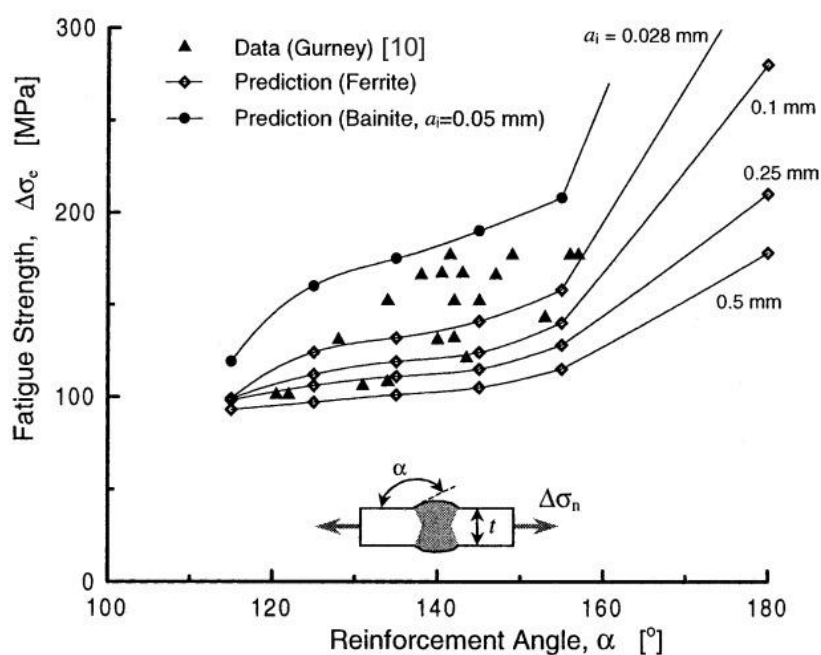 300
200
100
0
100
120
140
160
180
Fatigue Strength, Δσe [MPa]
Reinforcement Angle, α [°]
Data (Gurney) [10]
Prediction (Ferrite)
Prediction (Bainite, ai=0.05 mm)
ai = 0.028 mm
0.1 mm
0.25 mm
0.5 mm
α
t
Δσn